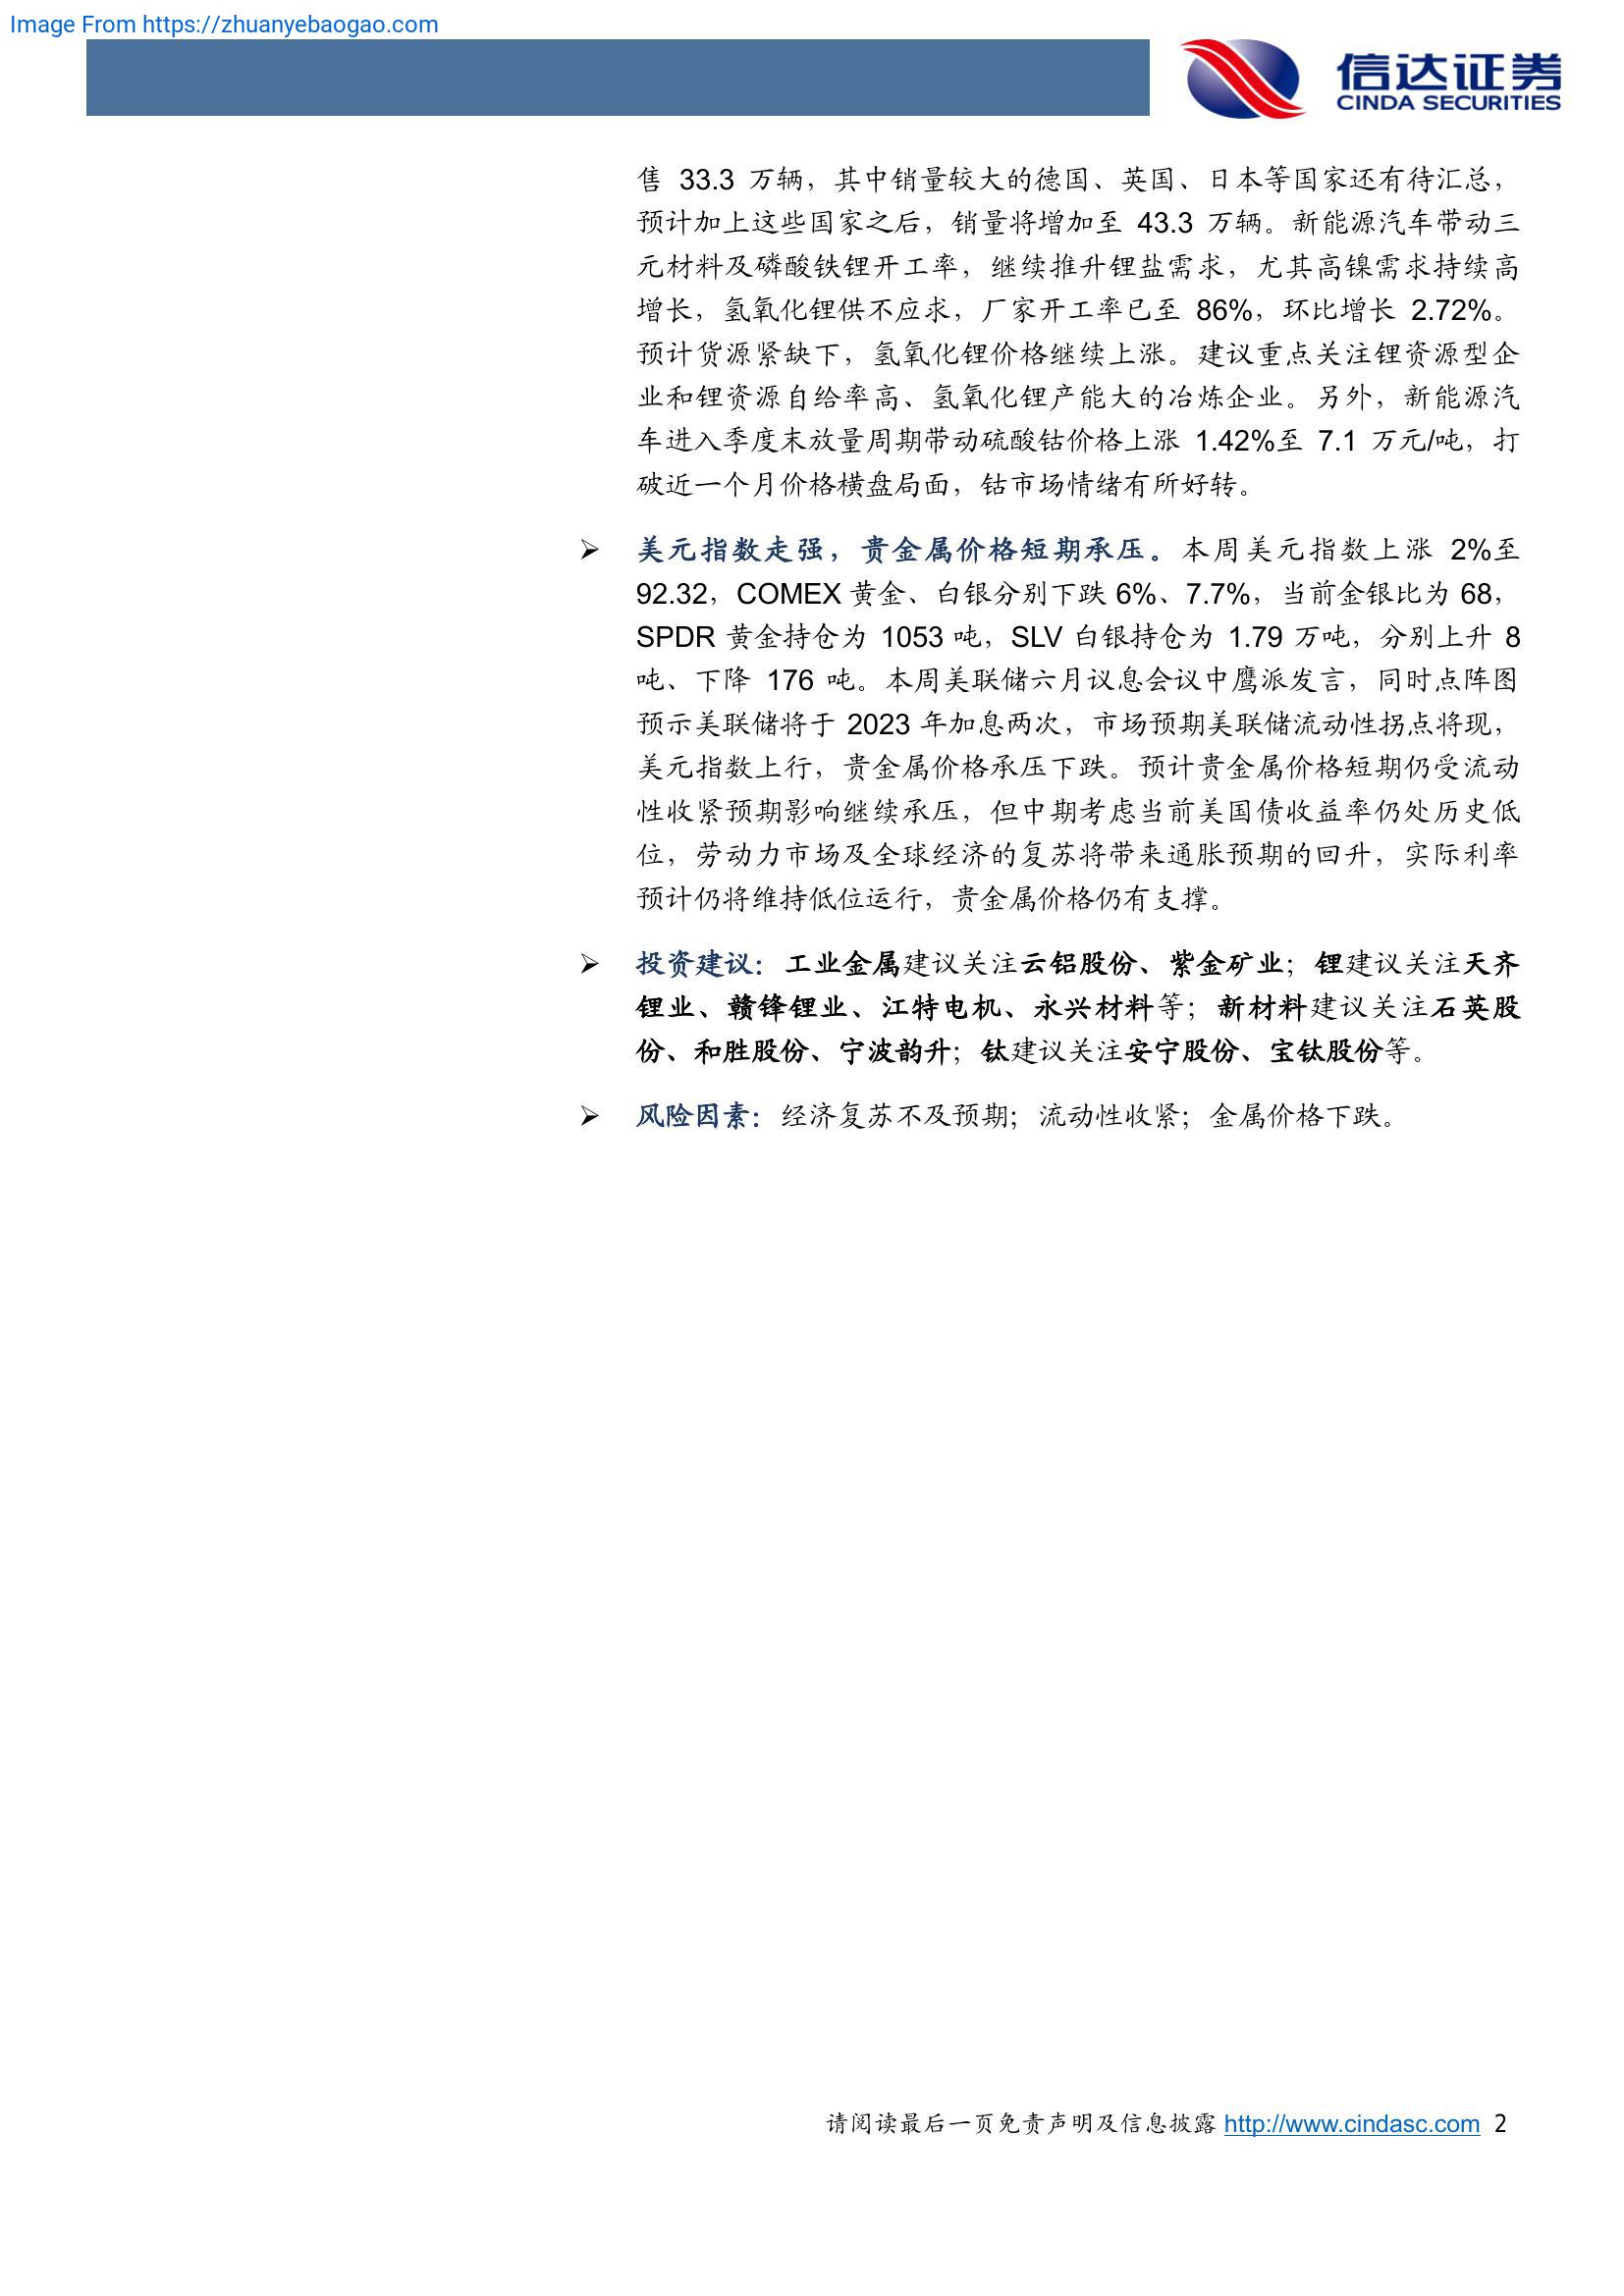 Image From https://zhuanyebaogao.com
信达证券
CINDA SECURITIES
售 33.3 万辆，其中销量较大的德国、英国、日本等国家还有待汇总，
预计加上这些国家之后，销量将增加至 43.3 万辆。新能源汽车带动三
元材料及磷酸铁锂开工率，继续推升锂盐需求，尤其高镍需求持续高
增长，氢氧化锂供不应求，厂家开工率已至 86%，环比增长 2.72%。
预计货源紧缺下，氢氧化锂价格继续上涨。建议重点关注锂资源型企
业和锂资源自给率高、氢氧化锂产能大的冶炼企业。另外，新能源汽
车进入季度末放量周期带动硫酸钴价格上涨 1.42%至 7.1 万元/吨，打
破近一个月价格横盘局面，钴市场情绪有所好转。
➢ 美元指数走强，贵金属价格短期承压。本周美元指数上涨 2%至
92.32，COMEX 黄金、白银分别下跌 6%、7.7%，当前金银比为 68，
SPDR 黄金持仓为 1053 吨，SLV 白银持仓为 1.79 万吨，分别上升 8
吨、下降 176 吨。本周美联储六月议息会议中鹰派发言，同时点阵图
预示美联储将于 2023 年加息两次，市场预期美联储流动性拐点将现，
美元指数上行，贵金属价格承压下跌。预计贵金属价格短期仍受流动
性收紧预期影响继续承压，但中期考虑当前美国债收益率仍处历史低
位，劳动力市场及全球经济的复苏将带来通胀预期的回升，实际利率
预计仍将维持低位运行，贵金属价格仍有支撑。
➢ 投资建议：工业金属建议关注云铝股份、紫金矿业；锂建议关注天齐
锂业、赣锋锂业、江特电机、永兴材料等；新材料建议关注石英股
份、和胜股份、宁波韵升；钛建议关注安宁股份、宝钛股份等。
➢ 风险因素：经济复苏不及预期；流动性收紧；金属价格下跌。
请阅读最后一页免责声明及信息披露 http://www.cindasc.com 2